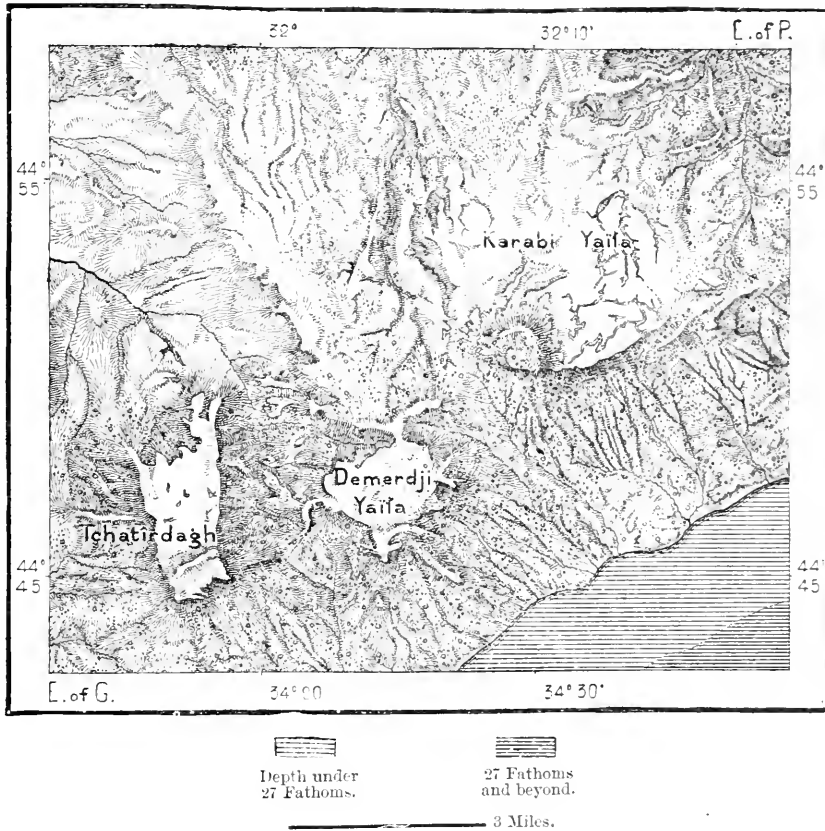 32° 32°10' E. of P.
44°
55
44°
55
Karabi Yaila
Demerdji
Yaila
Tchatirdagh
44°
45
44°
45
E. of G. 34°20 34°30'
Depth under
27 Fathoms.
27 Fathoms
and beyond.
3 Miles.